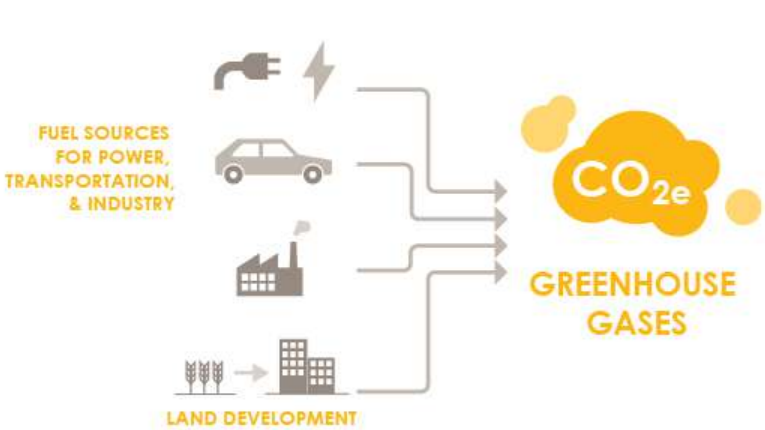 FUEL SOURCES
FOR POWER,
TRANSPORTATION,
& INDUSTRY
LAND DEVELOPMENT
CO2e
GREENHOUSE
GASES